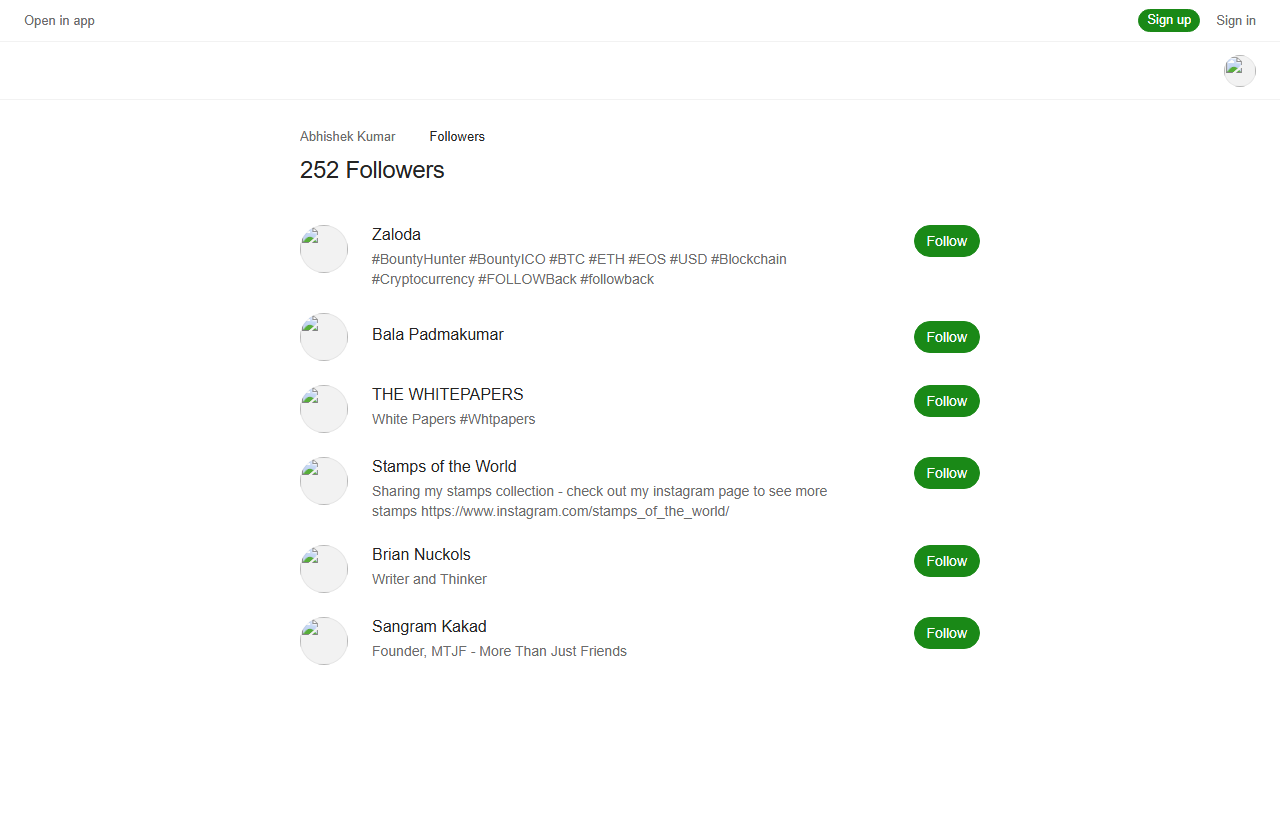 Open in app
Sign up
Sign in
Abhishek Kumar
Followers
252 Followers
Zaloda
Follow
#BountyHunter #BountyICO #BTC #ETH #EOS #USD #Blockchain
#Cryptocurrency #FOLLOWBack #followback
Bala Padmakumar
Follow
THE WHITEPAPERS
Follow
White Papers #Whtpapers
Stamps of the World
Follow
Sharing my stamps collection - check out my instagram page to see more
stamps https://www.instagram.com/stamps_of_the_world/
Brian Nuckols
Follow
Writer and Thinker
Sangram Kakad
Follow
Founder, MTJF - More Than Just Friends